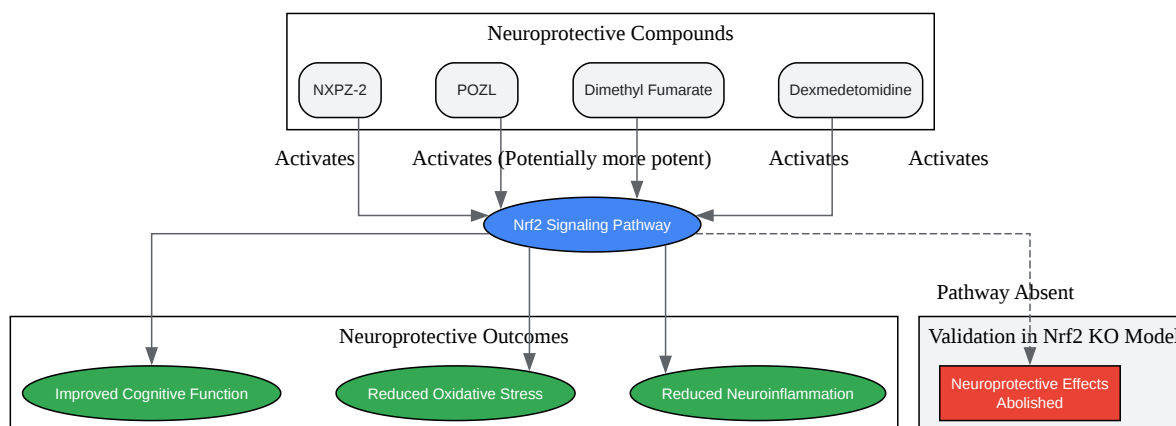 Neuroprotective Compounds
NXPZ-2
POZL
Dimethyl Fumarate
Dexmedetomidine
Activates
Activates (Potentially more potent)
Activates
Activates
Nrf2 Signaling Pathway
Pathway Absent
Neuroprotective Outcomes
Validation in Nrf2 KO Model
Improved Cognitive Function
Reduced Oxidative Stress
Reduced Neuroinflammation
Neuroprotective Effects
Abolished